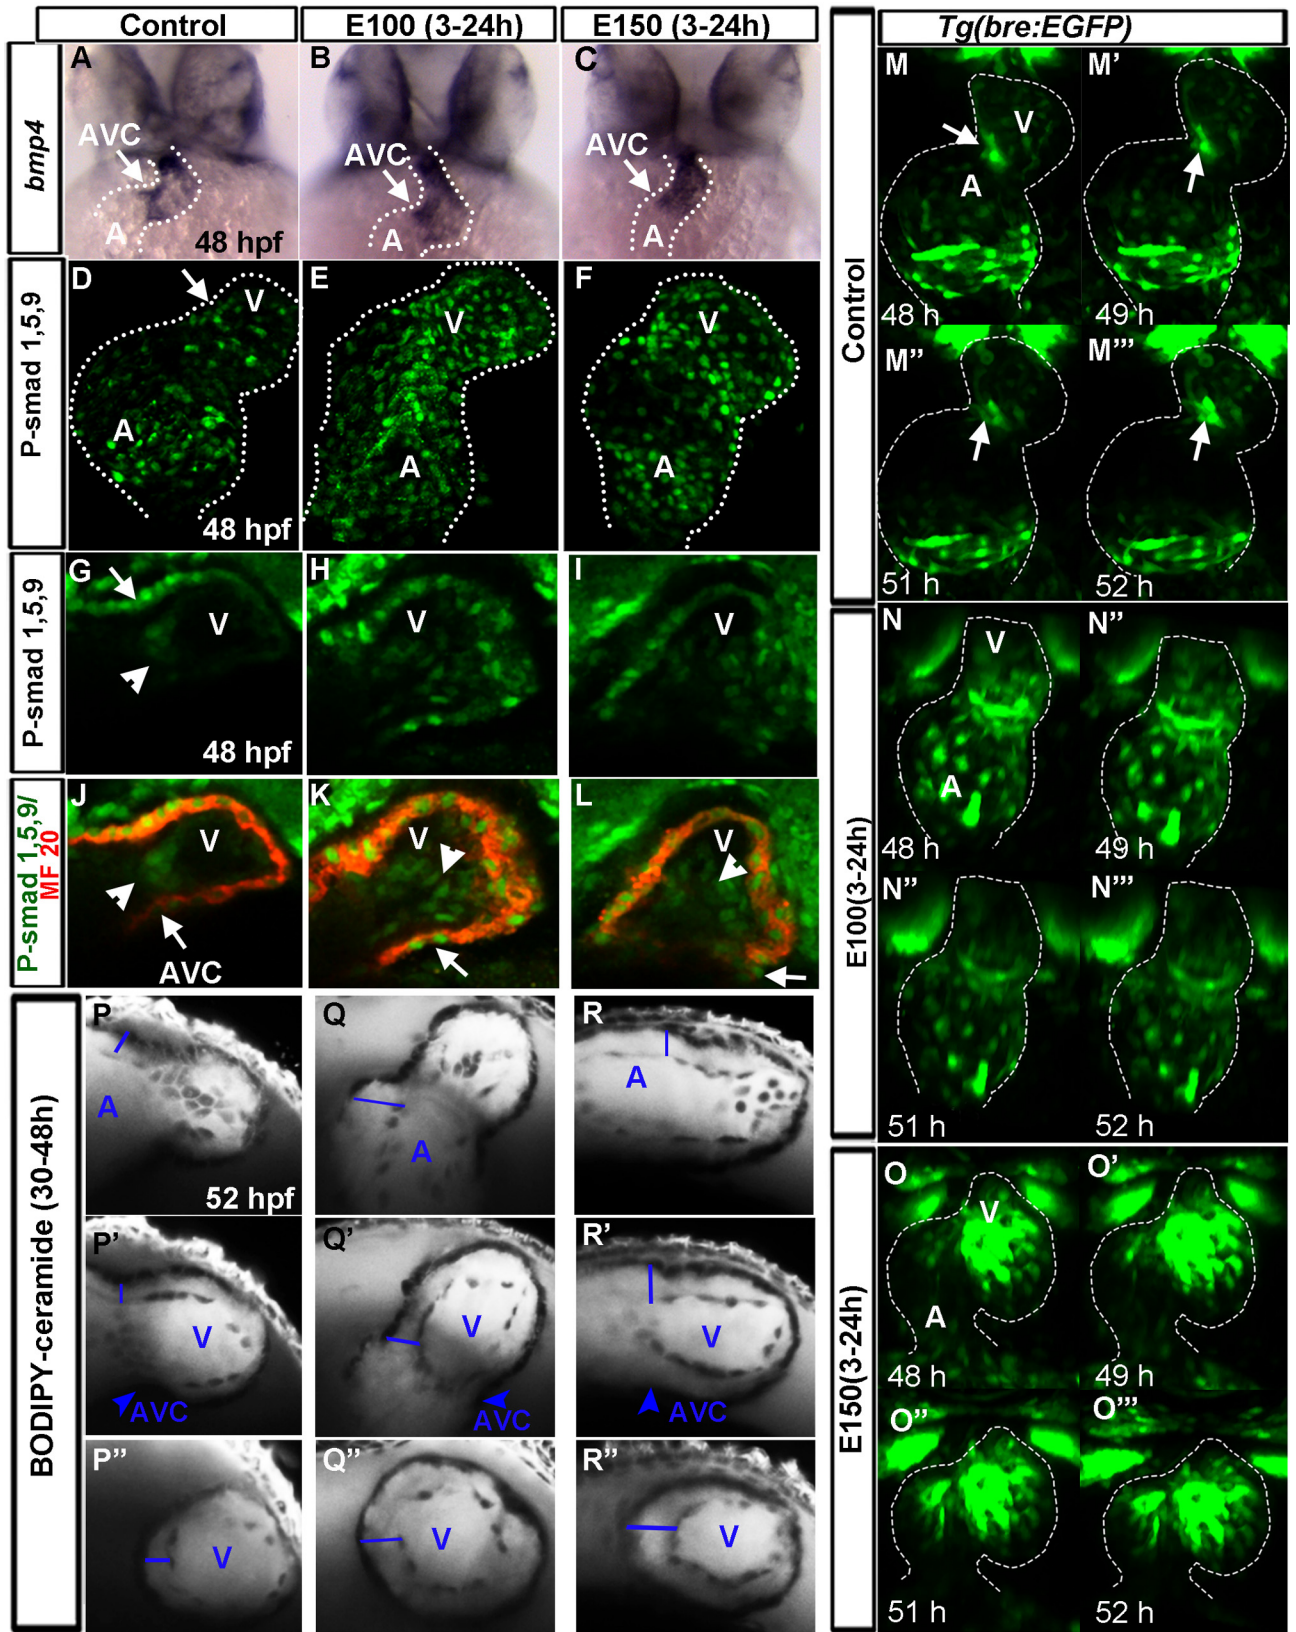 Control
E100 (3-24h)
E150 (3-24h)
Tg(bre:EGFP)
bmp4
A
AVC
A
48 hpf
B
AVC
A
C
AVC
A
P-smad 1,5,9
D
V
A
48 hpf
E
V
A
F
V
A
P-smad 1,5,9
G
V
48 hpf
H
V
I
V
P-smad 1,5,9/
MF 20
J
V
AVC
K
V
L
V
BODIPY-ceramide (30-48h)
P
A
52 hpf
Q
A
R
A
P'
V
AVC
Q'
V
AVC
R'
V
AVC
P''
V
Q''
V
R''
V
Control
M
V
A
48 h
M'
49 h
M''
51 h
M'''
52 h
E100(3-24h)
N
V
A
48 h
N''
49 h
N''
51 h
N'''
52 h
E150(3-24h)
O
V
A
48 h
O'
49 h
O''
51 h
O'''
52 h